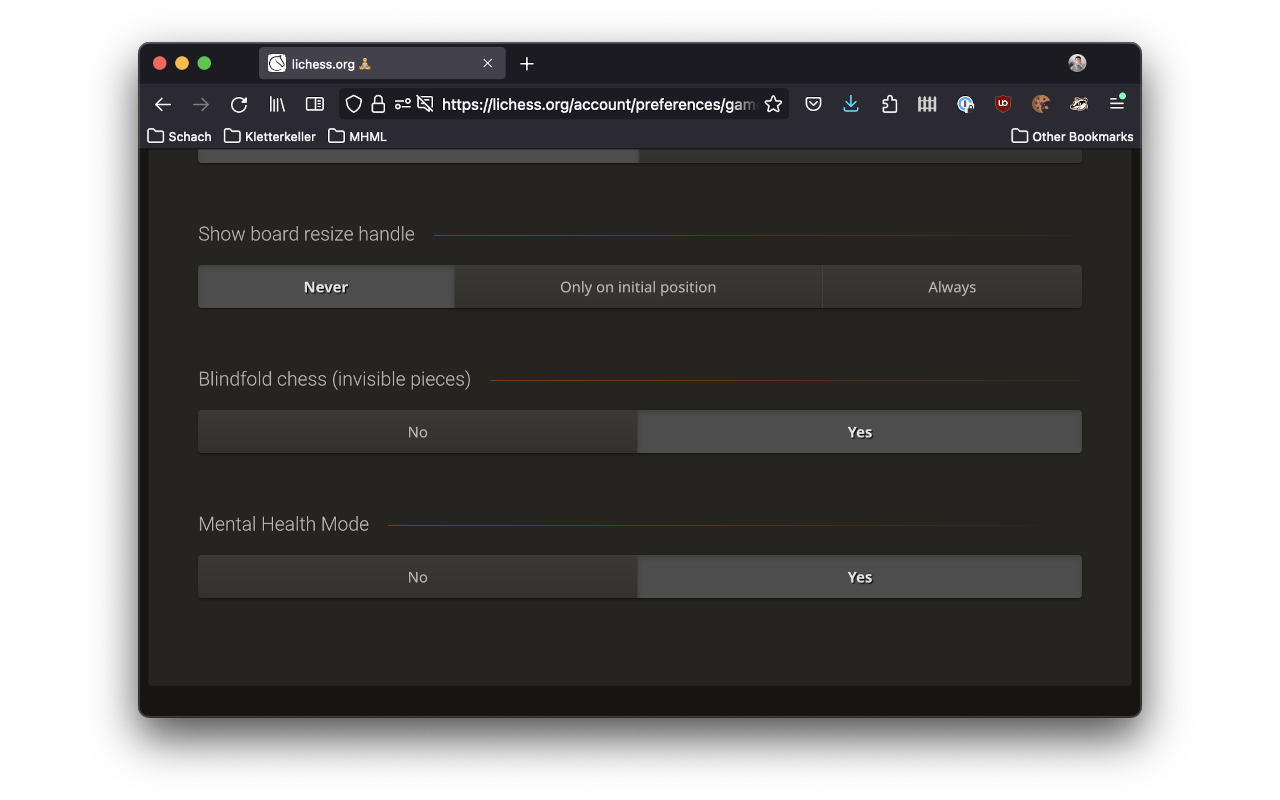 lichess.org 🧘
https://lichess.org/account/preferences/gam
Schach Kletterkeller MHML Other Bookmarks
Show board resize handle
Never Only on initial position Always
Blindfold chess (invisible pieces)
No Yes
Mental Health Mode
No Yes